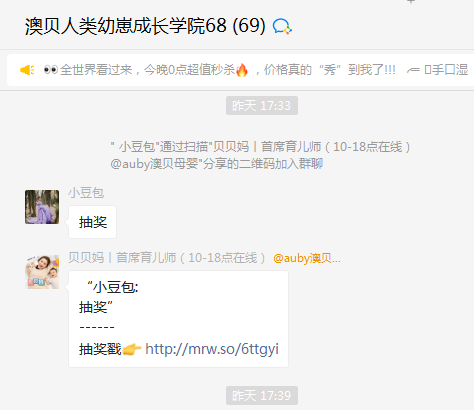 澳贝人类幼崽成长学院68 (69)
👀全世界看过来，今晚0点超值秒杀🔥，价格真的“秀”到我了!!!
手口湿
昨天 17:33
" 小豆包"通过扫描"贝贝妈丨首席育儿师（10-18点在线）
@auby澳贝母婴"分享的二维码加入群聊
小豆包
抽奖
贝贝妈丨首席育儿师（10-18点在线） @auby澳贝...
“小豆包:
抽奖”
------
抽奖戳👉 http://mrw.so/6ttgyi
昨天 17:39